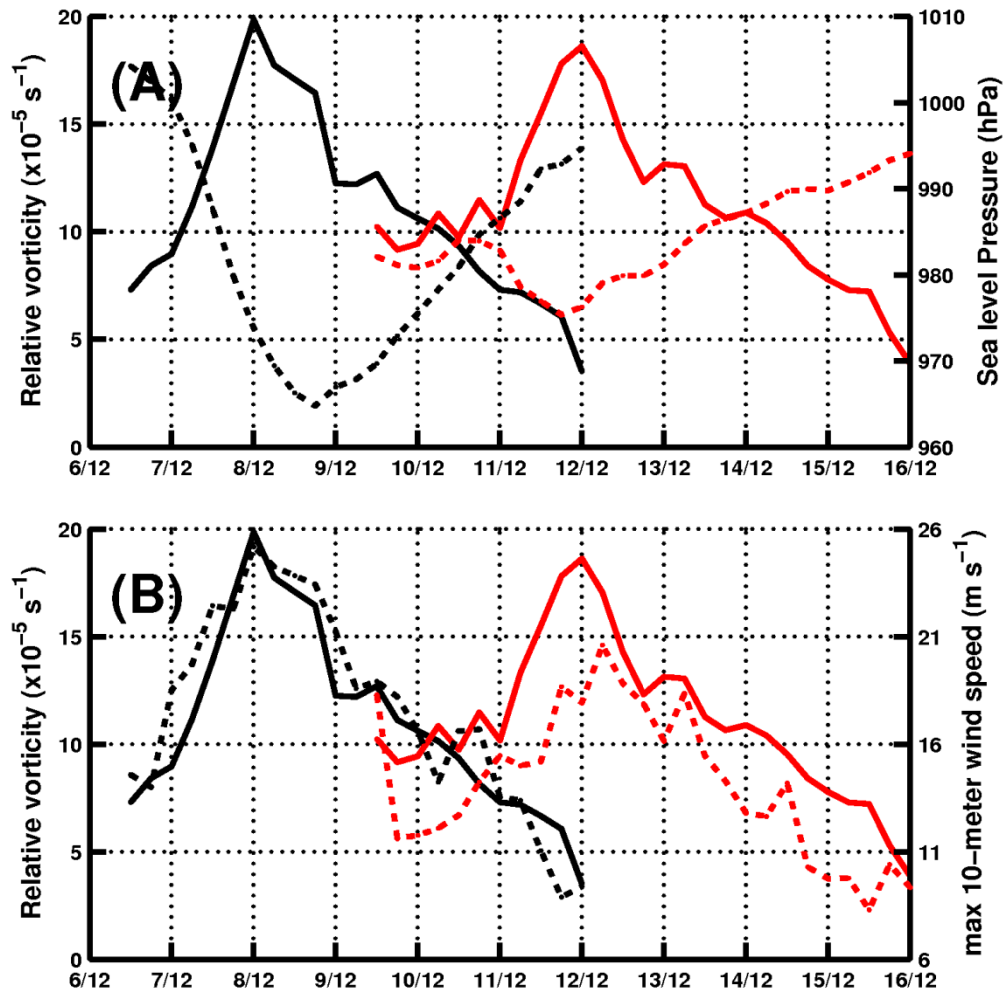 (A)
Relative vorticity (x10⁻⁵ s⁻¹)
20
15
10
5
0
1010
1000
990
980
970
960
Sea level Pressure (hPa)
6/12 7/12 8/12 9/12 10/12 11/12 12/12 13/12 14/12 15/12 16/12
(B)
Relative vorticity (x10⁻⁵ s⁻¹)
20
15
10
5
0
26
21
16
11
6
max 10−meter wind speed (m s⁻¹)
6/12 7/12 8/12 9/12 10/12 11/12 12/12 13/12 14/12 15/12 16/12